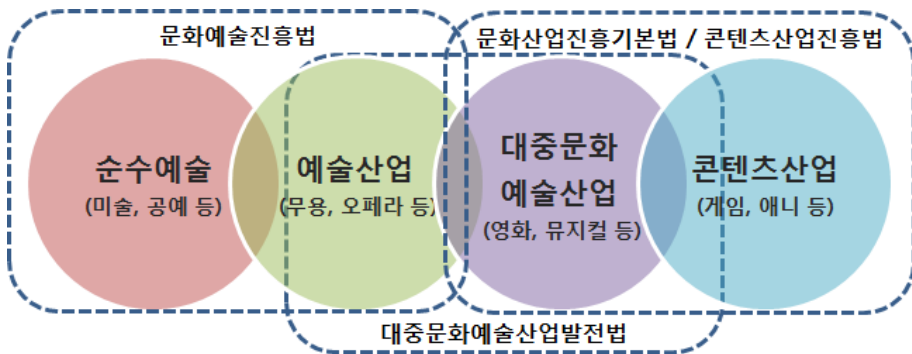 문화예술진흥법
문화산업진흥기본법 / 콘텐츠산업진흥법
순수예술
(미술, 공예 등)
예술산업
(무용, 오페라 등)
대중문화
예술산업
(영화, 뮤지컬 등)
콘텐츠산업
(게임, 애니 등)
대중문화예술산업발전법